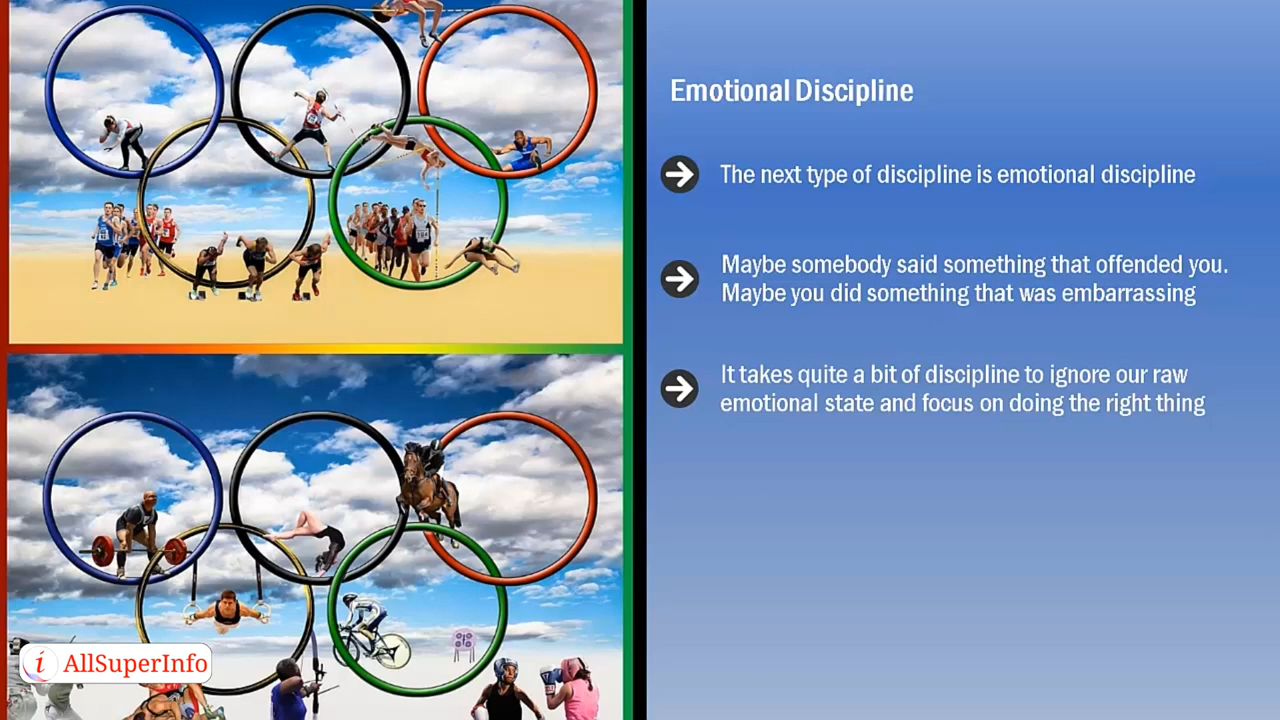 Emotional Discipline
The next type of discipline is emotional discipline
Maybe somebody said something that offended you.
Maybe you did something that was embarrassing
It takes quite a bit of discipline to ignore our raw
emotional state and focus on doing the right thing
i AllSuperInfo